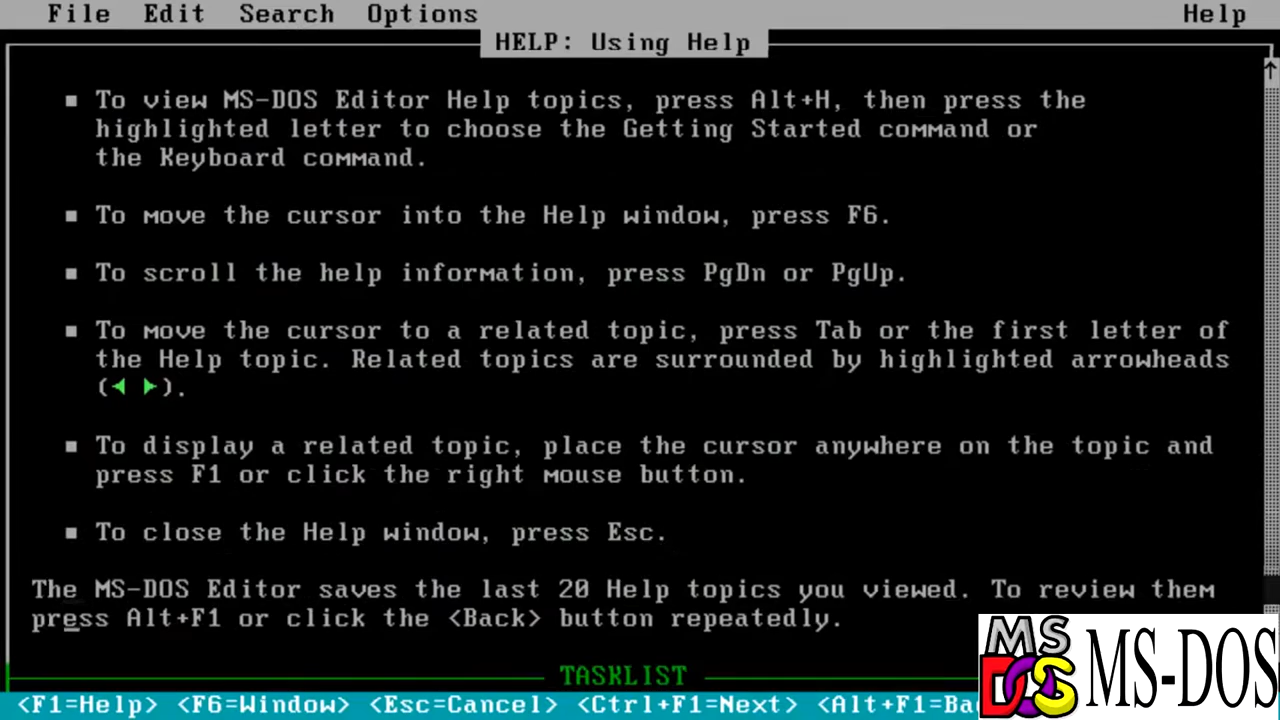 File Edit Search Options Help
HELP: Using Help
■ To view MS-DOS Editor Help topics, press Alt+H, then press the
highlighted letter to choose the Getting Started command or
the Keyboard command.
■ To move the cursor into the Help window, press F6.
■ To scroll the help information, press PgDn or PgUp.
■ To move the cursor to a related topic, press Tab or the first letter of
the Help topic. Related topics are surrounded by highlighted arrowheads
(◄ ►).
■ To display a related topic, place the cursor anywhere on the topic and
press F1 or click the right mouse button.
■ To close the Help window, press Esc.
The MS-DOS Editor saves the last 20 Help topics you viewed. To review them
press Alt+F1 or click the <Back> button repeatedly.
TASKLIST
<F1=Help> <F6=Window> <Esc=Cancel> <Ctrl+F1=Next> <Alt+F1=Ba
MS
DOS
MS-DOS